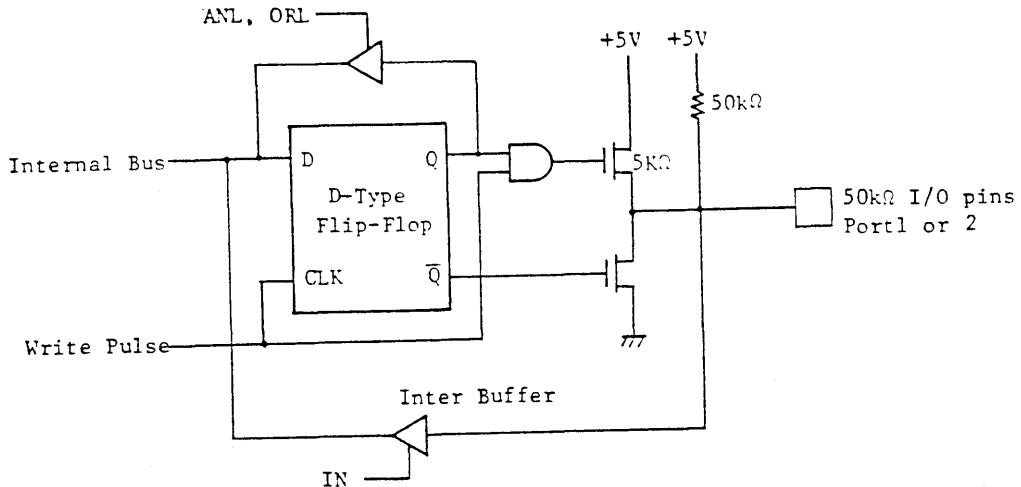 ANL, ORL
+5V
+5V
50kΩ
Internal Bus
D
Q
5KΩ
D-Type
Flip-Flop
50kΩ I/O pins
Port1 or 2
CLK
Q̅
Write Pulse
Inter Buffer
IN